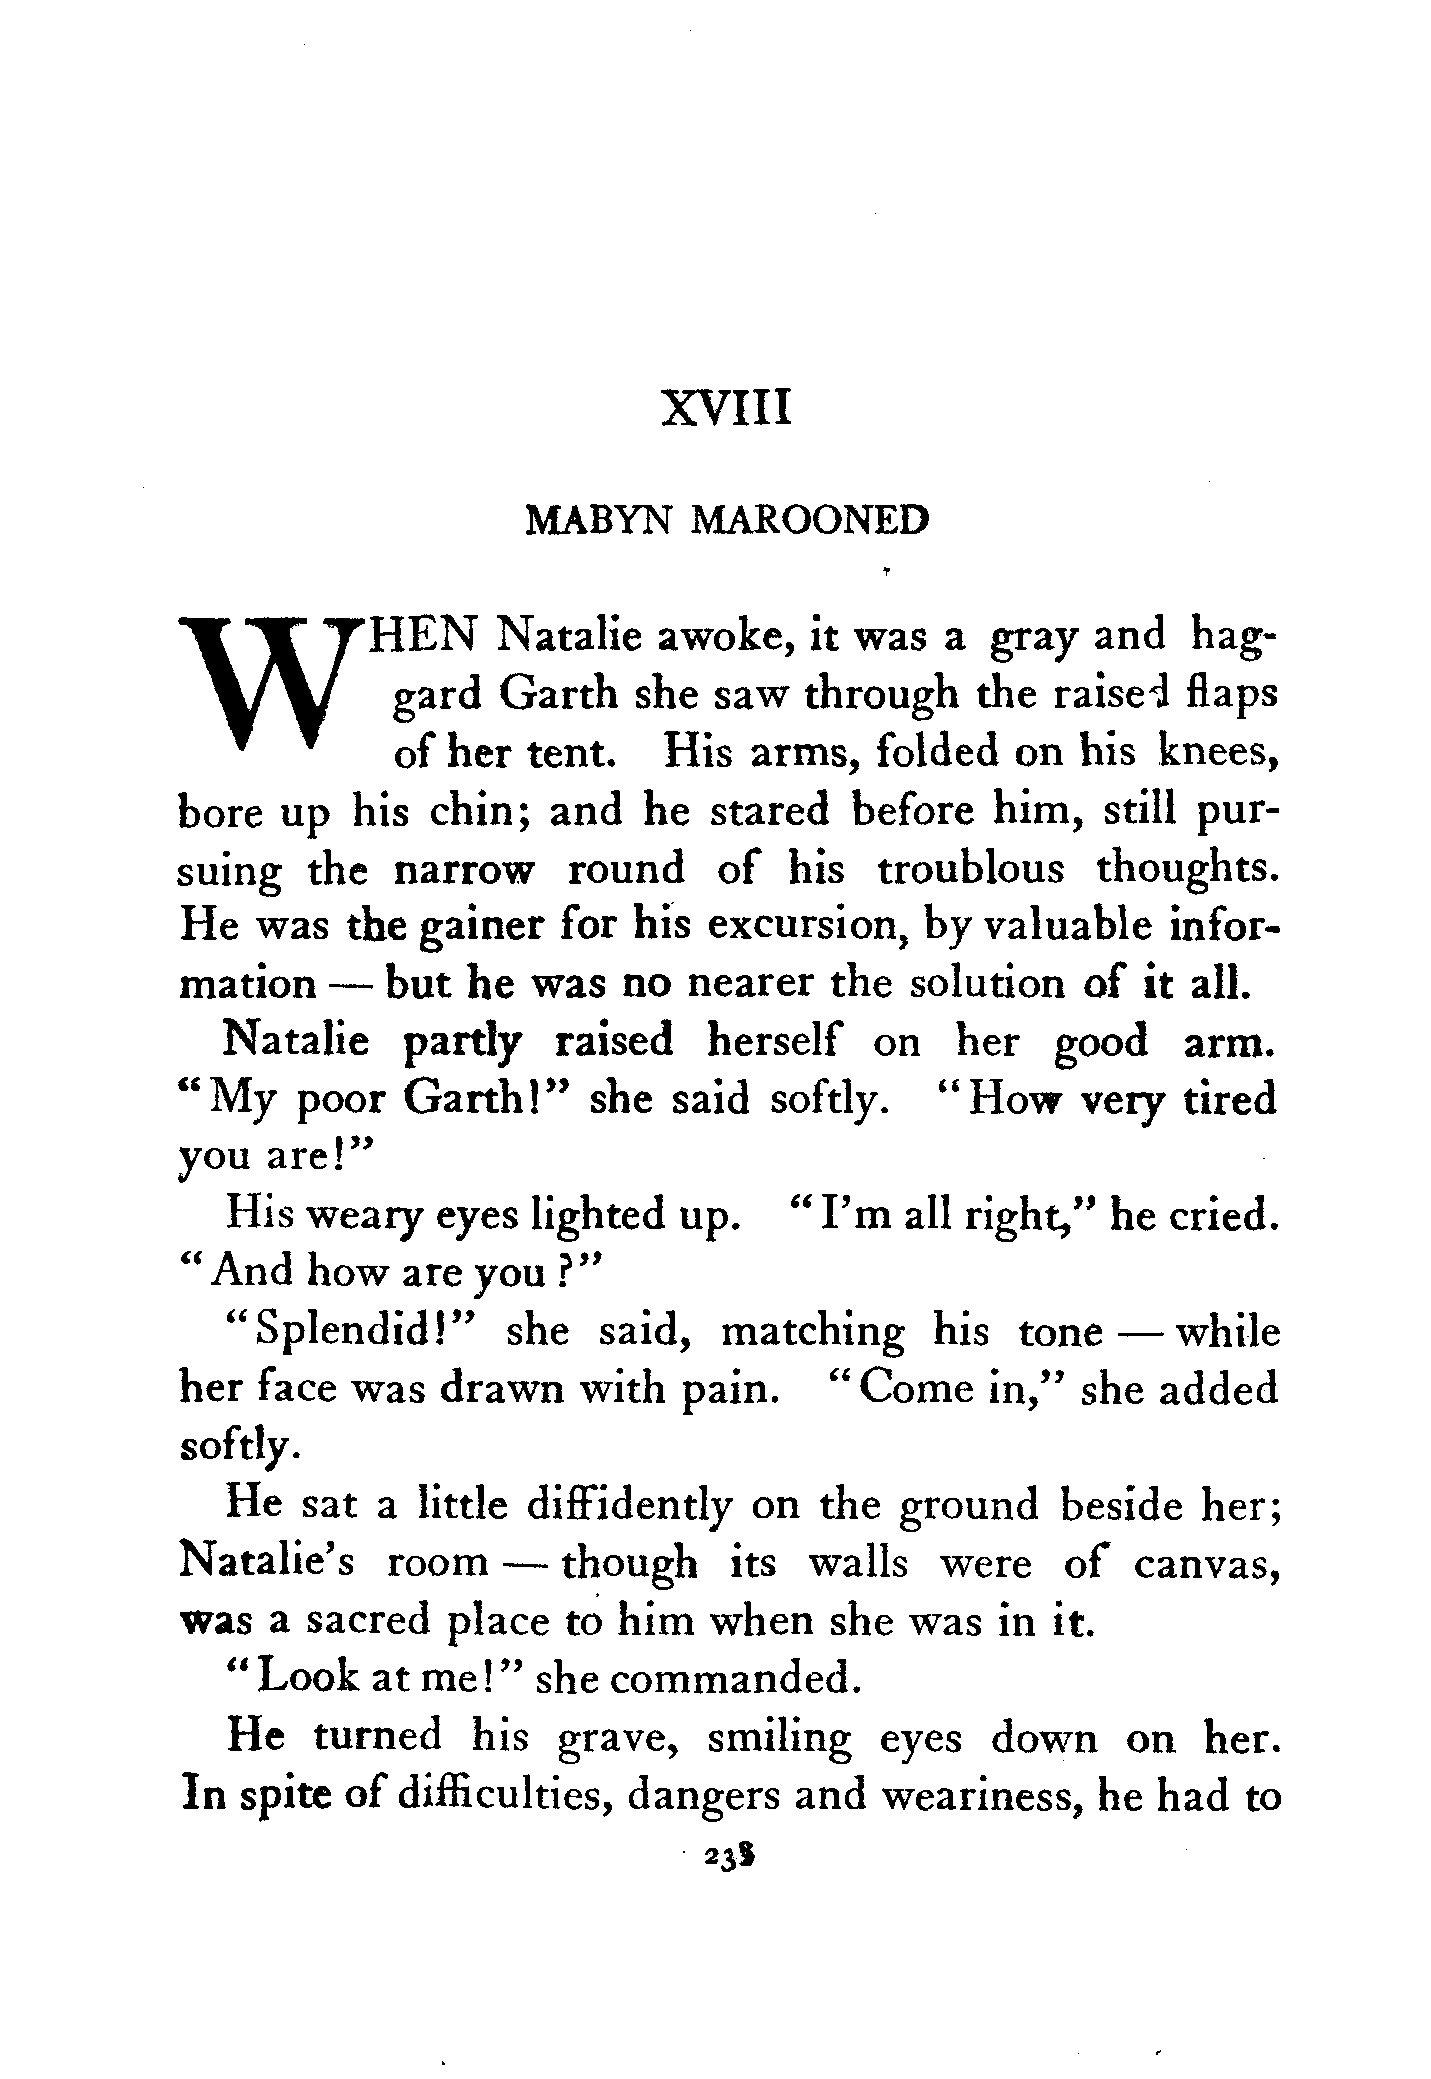 XVIII
MABYN MAROONED
WHEN Natalie awoke, it was a gray and hag-
gard Garth she saw through the raised flaps
of her tent. His arms, folded on his knees,
bore up his chin; and he stared before him, still pur-
suing the narrow round of his troublous thoughts.
He was the gainer for his excursion, by valuable infor-
mation — but he was no nearer the solution of it all.
Natalie partly raised herself on her good arm.
"My poor Garth!" she said softly. "How very tired
you are!"
His weary eyes lighted up. "I'm all right," he cried.
"And how are you?"
"Splendid!" she said, matching his tone — while
her face was drawn with pain. "Come in," she added
softly.
He sat a little diffidently on the ground beside her;
Natalie's room — though its walls were of canvas,
was a sacred place to him when she was in it.
"Look at me!" she commanded.
He turned his grave, smiling eyes down on her.
In spite of difficulties, dangers and weariness, he had to